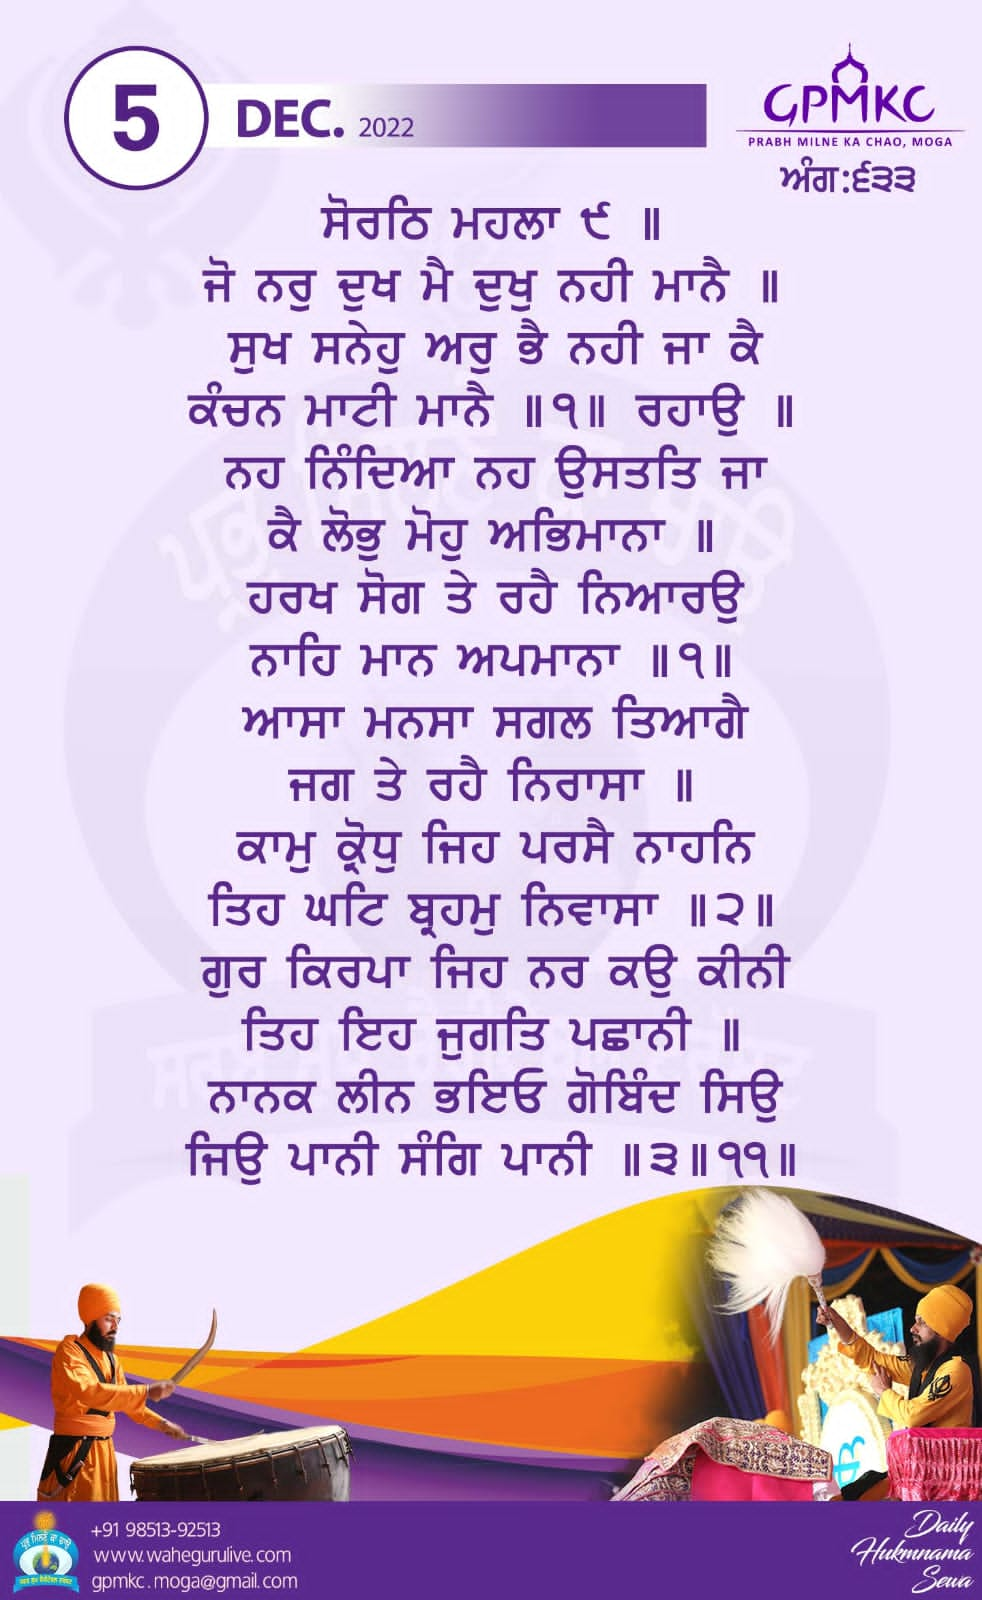 5 DEC. 2022
GPMKC
PRABH MILNE KA CHAO, MOGA
ਅੰਗ:੬੩੩
ਸੋਰਠਿ ਮਹਲਾ ੯ ॥
ਜੋ ਨਰੁ ਦੁਖ ਮੈ ਦੁਖੁ ਨਹੀ ਮਾਨੈ ॥
ਸੁਖ ਸਨੇਹੁ ਅਰੁ ਭੈ ਨਹੀ ਜਾ ਕੈ
ਕੰਚਨ ਮਾਟੀ ਮਾਨੈ ॥੧॥ ਰਹਾਉ ॥
ਨਹ ਨਿੰਦਿਆ ਨਹ ਉਸਤਤਿ ਜਾ
ਕੈ ਲੋਭੁ ਮੋਹੁ ਅਭਿਮਾਨਾ ॥
ਹਰਖ ਸੋਗ ਤੇ ਰਹੈ ਨਿਆਰਉ
ਨਾਹਿ ਮਾਨ ਅਪਮਾਨਾ ॥੧॥
ਆਸਾ ਮਨਸਾ ਸਗਲ ਤਿਆਗੈ
ਜਗ ਤੇ ਰਹੈ ਨਿਰਾਸਾ ॥
ਕਾਮੁ ਕ੍ਰੋਧੁ ਜਿਹ ਪਰਸੈ ਨਾਹਨਿ
ਤਿਹ ਘਟਿ ਬ੍ਰਹਮੁ ਨਿਵਾਸਾ ॥੨॥
ਗੁਰ ਕਿਰਪਾ ਜਿਹ ਨਰ ਕਉ ਕੀਨੀ
ਤਿਹ ਇਹ ਜੁਗਤਿ ਪਛਾਨੀ ॥
ਨਾਨਕ ਲੀਨ ਭਇਓ ਗੋਬਿੰਦ ਸਿਉ
ਜਿਉ ਪਾਨੀ ਸੰਗਿ ਪਾਨੀ ॥੩॥੧੧॥
ਪ੍ਰਭ ਮਿਲਣੈ ਕਾ ਚਾਉ
+91 98513-92513
www.wahegurulive.com
gpmkc.moga@gmail.com
Daily
Hukmnama
Sewa